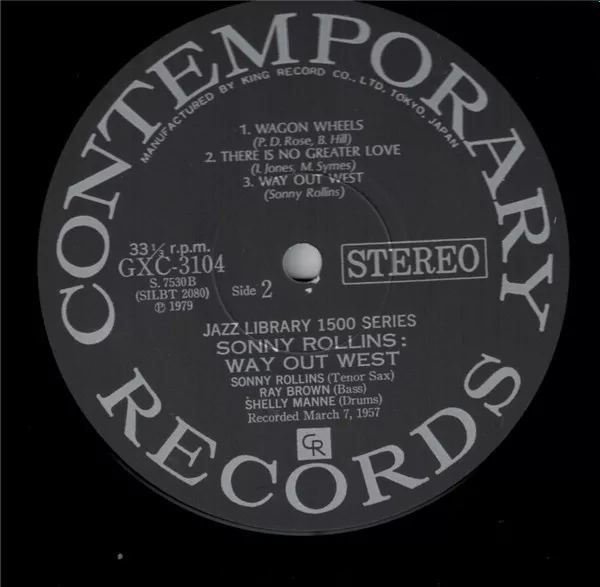 CONTEMPORARY
MANUFACTURED BY KING RECORD CO., LTD. TOKYO, JAPAN
1. WAGON WHEELS
(P. D. Rose, B. Hill)
2. THERE IS NO GREATER LOVE
(I. Jones, M. Symes)
3. WAY OUT WEST
(Sonny Rollins)
33⅓ r.p.m.
GXC-3104
S. 7530B
(SILBT 2080)
℗ 1979
Side 2
STEREO
JAZZ LIBRARY 1500 SERIES
SONNY ROLLINS:
WAY OUT WEST
SONNY ROLLINS (Tenor Sax)
RAY BROWN (Bass)
SHELLY MANNE (Drums)
Recorded March 7, 1957
CR
RECORDS